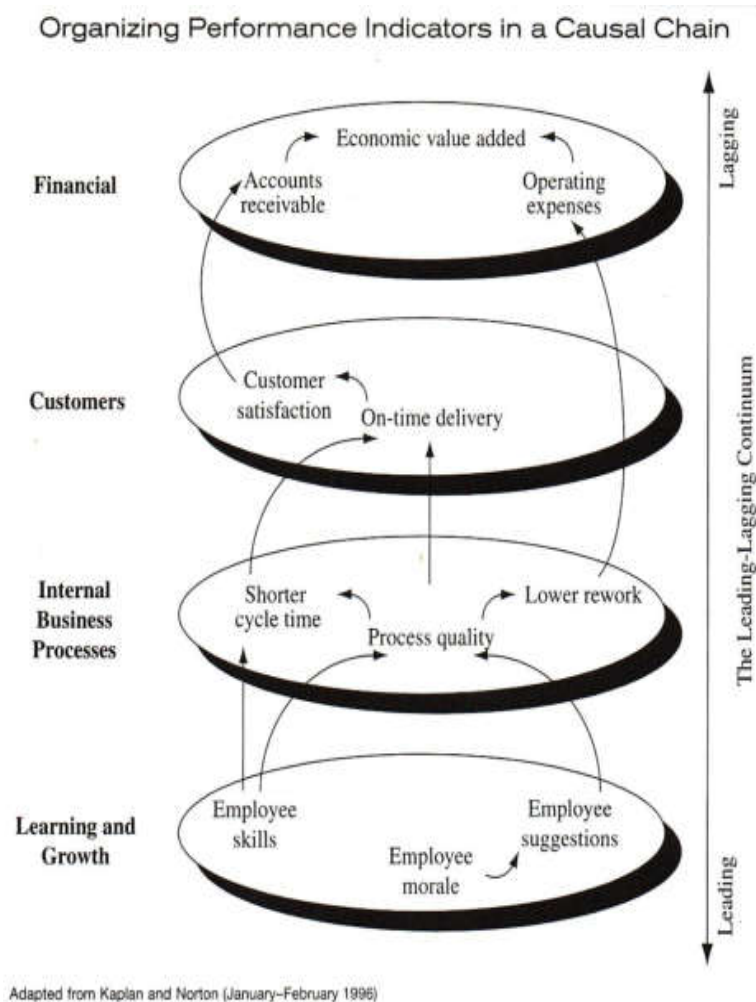 Organizing Performance Indicators in a Causal Chain
Financial
Economic value added
Accounts
receivable
Operating
expenses
Lagging
Customers
Customer
satisfaction
On-time delivery
The Leading-Lagging Continuum
Internal
Business
Processes
Shorter
cycle time
Process quality
Lower rework
Learning and
Growth
Employee
skills
Employee
morale
Employee
suggestions
Leading
Adapted from Kaplan and Norton (January–February 1996)